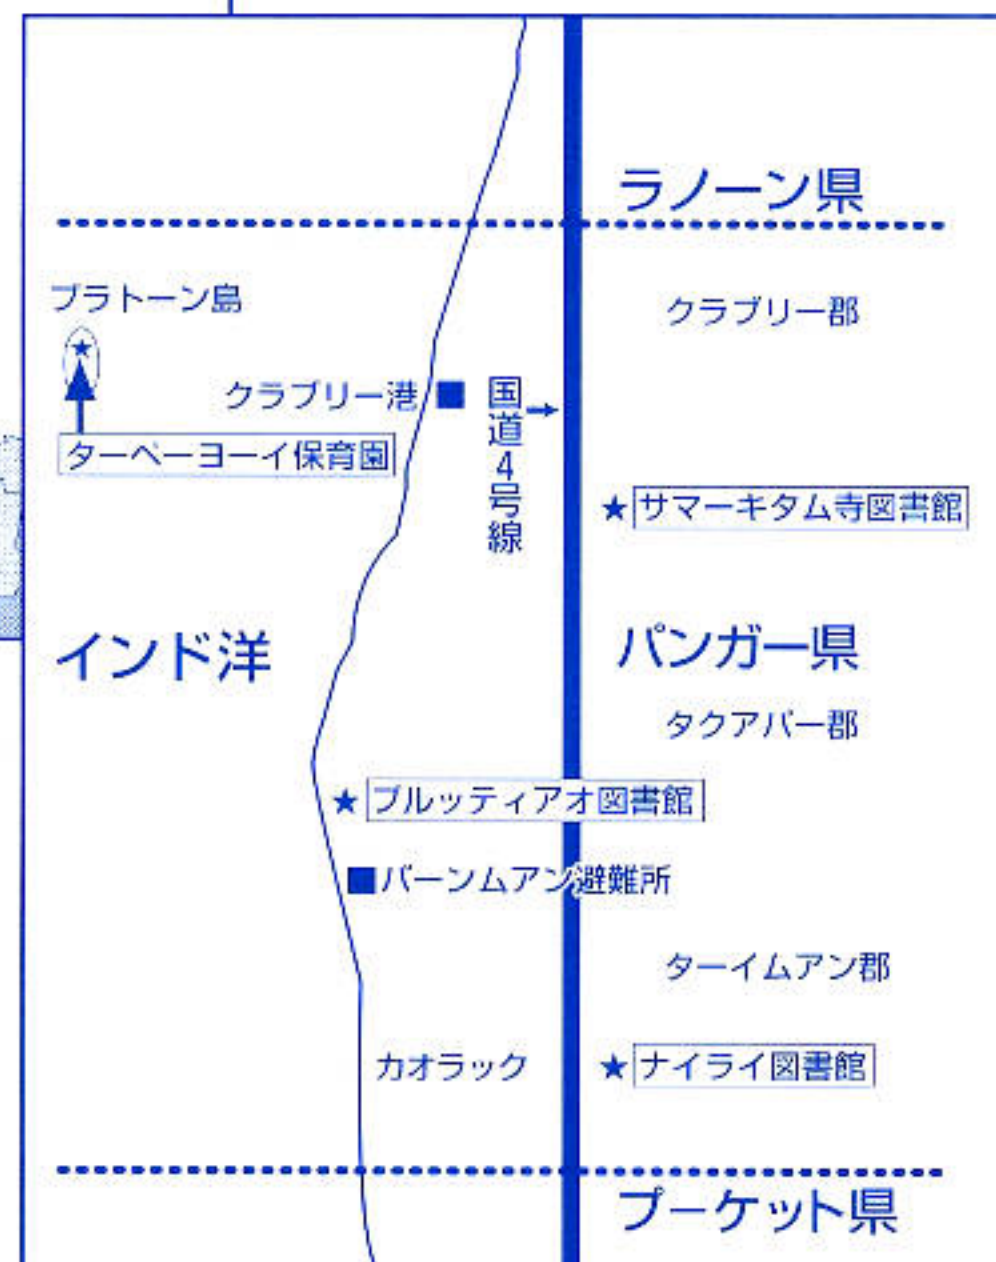 ラノーン県
プラトーン島
クラブリー郡
クラブリー港
国道4号線
ターペーヨーイ保育園
サマーキタム寺図書館
インド洋
パンガー県
タクアパー郡
プルッティアオ図書館
バーンムアン避難所
ターイムアン郡
カオラック
ナイライ図書館
プーケット県